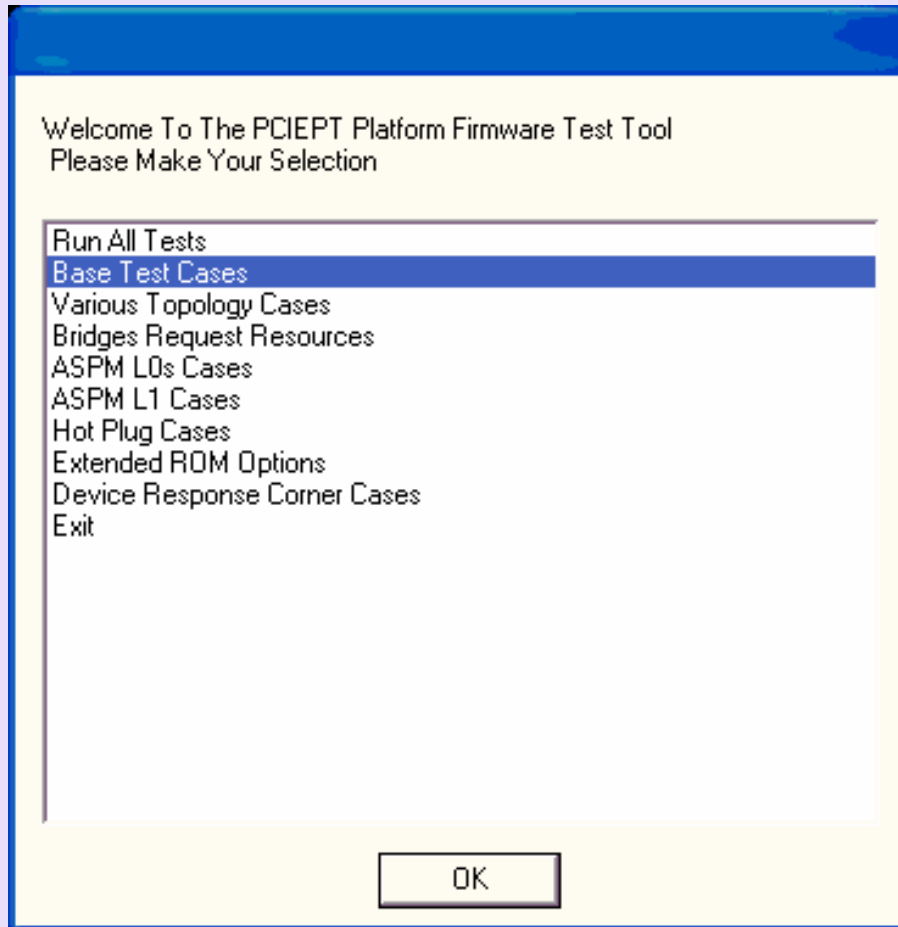 Welcome To The PCIEPT Platform Firmware Test Tool
Please Make Your Selection
Run All Tests
Base Test Cases
Various Topology Cases
Bridges Request Resources
ASPM L0s Cases
ASPM L1 Cases
Hot Plug Cases
Extended ROM Options
Device Response Corner Cases
Exit
OK